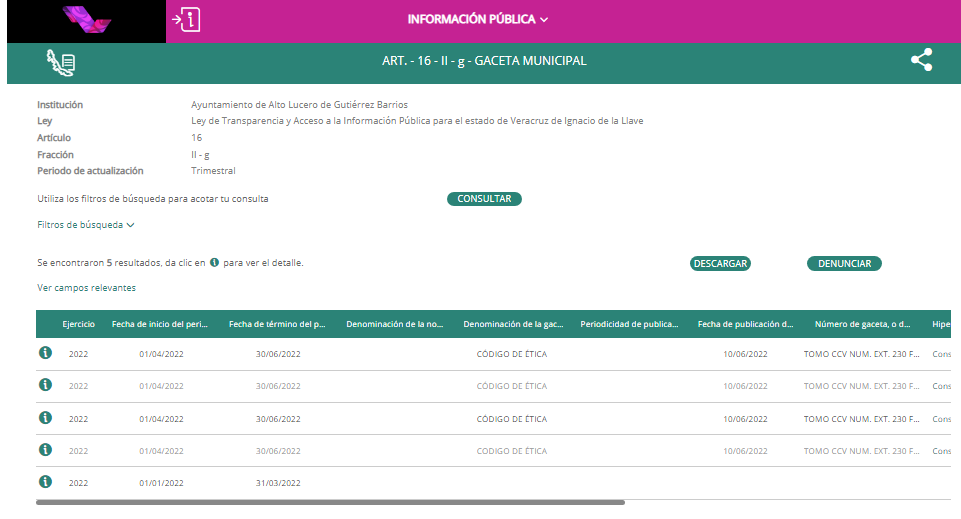 INFORMACIÓN PÚBLICA
ART. - 16 - II - g - GACETA MUNICIPAL
Institución Ayuntamiento de Alto Lucero de Gutiérrez Barrios
Ley Ley de Transparencia y Acceso a la Información Pública para el estado de Veracruz de Ignacio de la Llave
Artículo 16
Fracción II - g
Periodo de actualización Trimestral
Utiliza los filtros de búsqueda para acotar tu consulta CONSULTAR
Filtros de búsqueda
Se encontraron 5 resultados, da clic en i para ver el detalle. DESCARGAR DENUNCIAR
Ver campos relevantes
Ejercicio Fecha de inicio del peri... Fecha de término del p... Denominación de la no... Denominación de la gac... Periodicidad de publica... Fecha de publicación d... Número de gaceta, o d... Hipe
2022 01/04/2022 30/06/2022 CÓDIGO DE ÉTICA 10/06/2022 TOMO CCV NUM. EXT. 230 F... Cons
2022 01/04/2022 30/06/2022 CÓDIGO DE ÉTICA 10/06/2022 TOMO CCV NUM. EXT. 230 F... Cons
2022 01/04/2022 30/06/2022 CÓDIGO DE ÉTICA 10/06/2022 TOMO CCV NUM. EXT. 230 F... Cons
2022 01/04/2022 30/06/2022 CODIGO DE ÉTICA 10/06/2022 TOMO CCV NUM. EXT. 230 F... Cons
2022 01/01/2022 31/03/2022